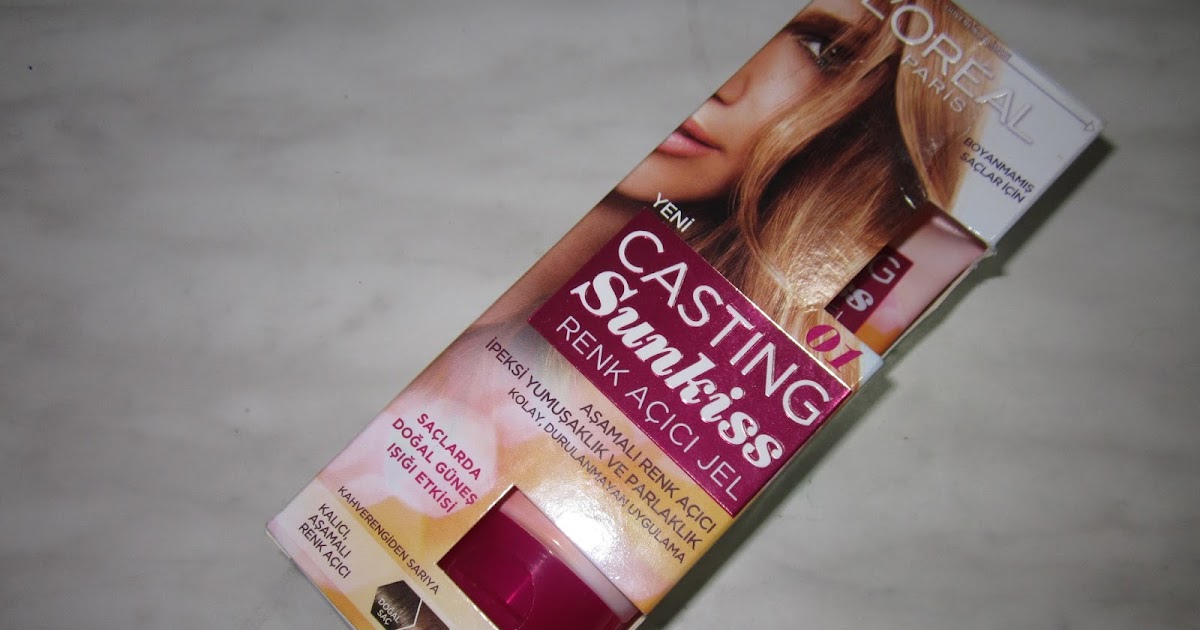 L'ORÉAL
PARIS
BOYANMAMIŞ
SAÇLAR İÇİN
YENİ
CASTING
Sunkiss
RENK AÇICI JEL
01
AŞAMALI RENK AÇICI
İPEKSİ YUMUŞAKLIK VE PARLAKLIK
KOLAY, DURULANMAYAN UYGULAMA
SAÇLARDA
DOĞAL GÜNEŞ
IŞIĞI ETKİSİ
KAHVERENGİDEN SARIYA
KALICI,
AŞAMALI
RENK AÇICI
DOĞAL
SAÇ